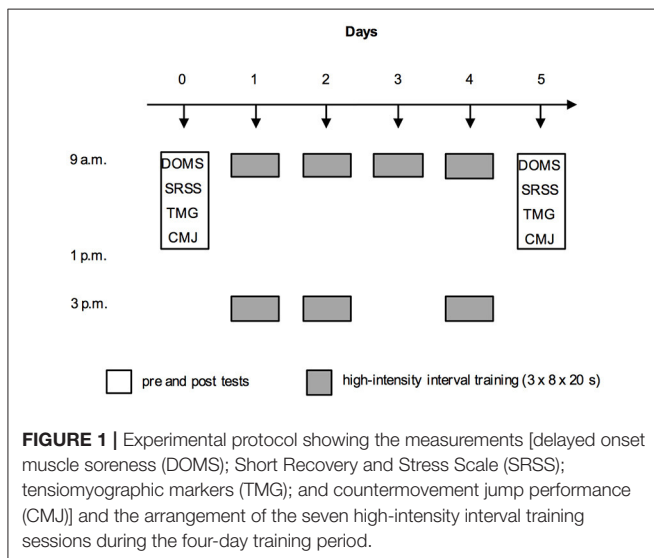 Days
0 1 2 3 4 5
9 a.m.
DOMS DOMS
SRSS SRSS
TMG TMG
CMJ CMJ
1 p.m.
3 p.m.
pre and post tests high-intensity interval training (3 x 8 x 20 s)
FIGURE 1 | Experimental protocol showing the measurements [delayed onset
muscle soreness (DOMS); Short Recovery and Stress Scale (SRSS);
tensiomyographic markers (TMG); and countermovement jump performance
(CMJ)] and the arrangement of the seven high-intensity interval training
sessions during the four-day training period.